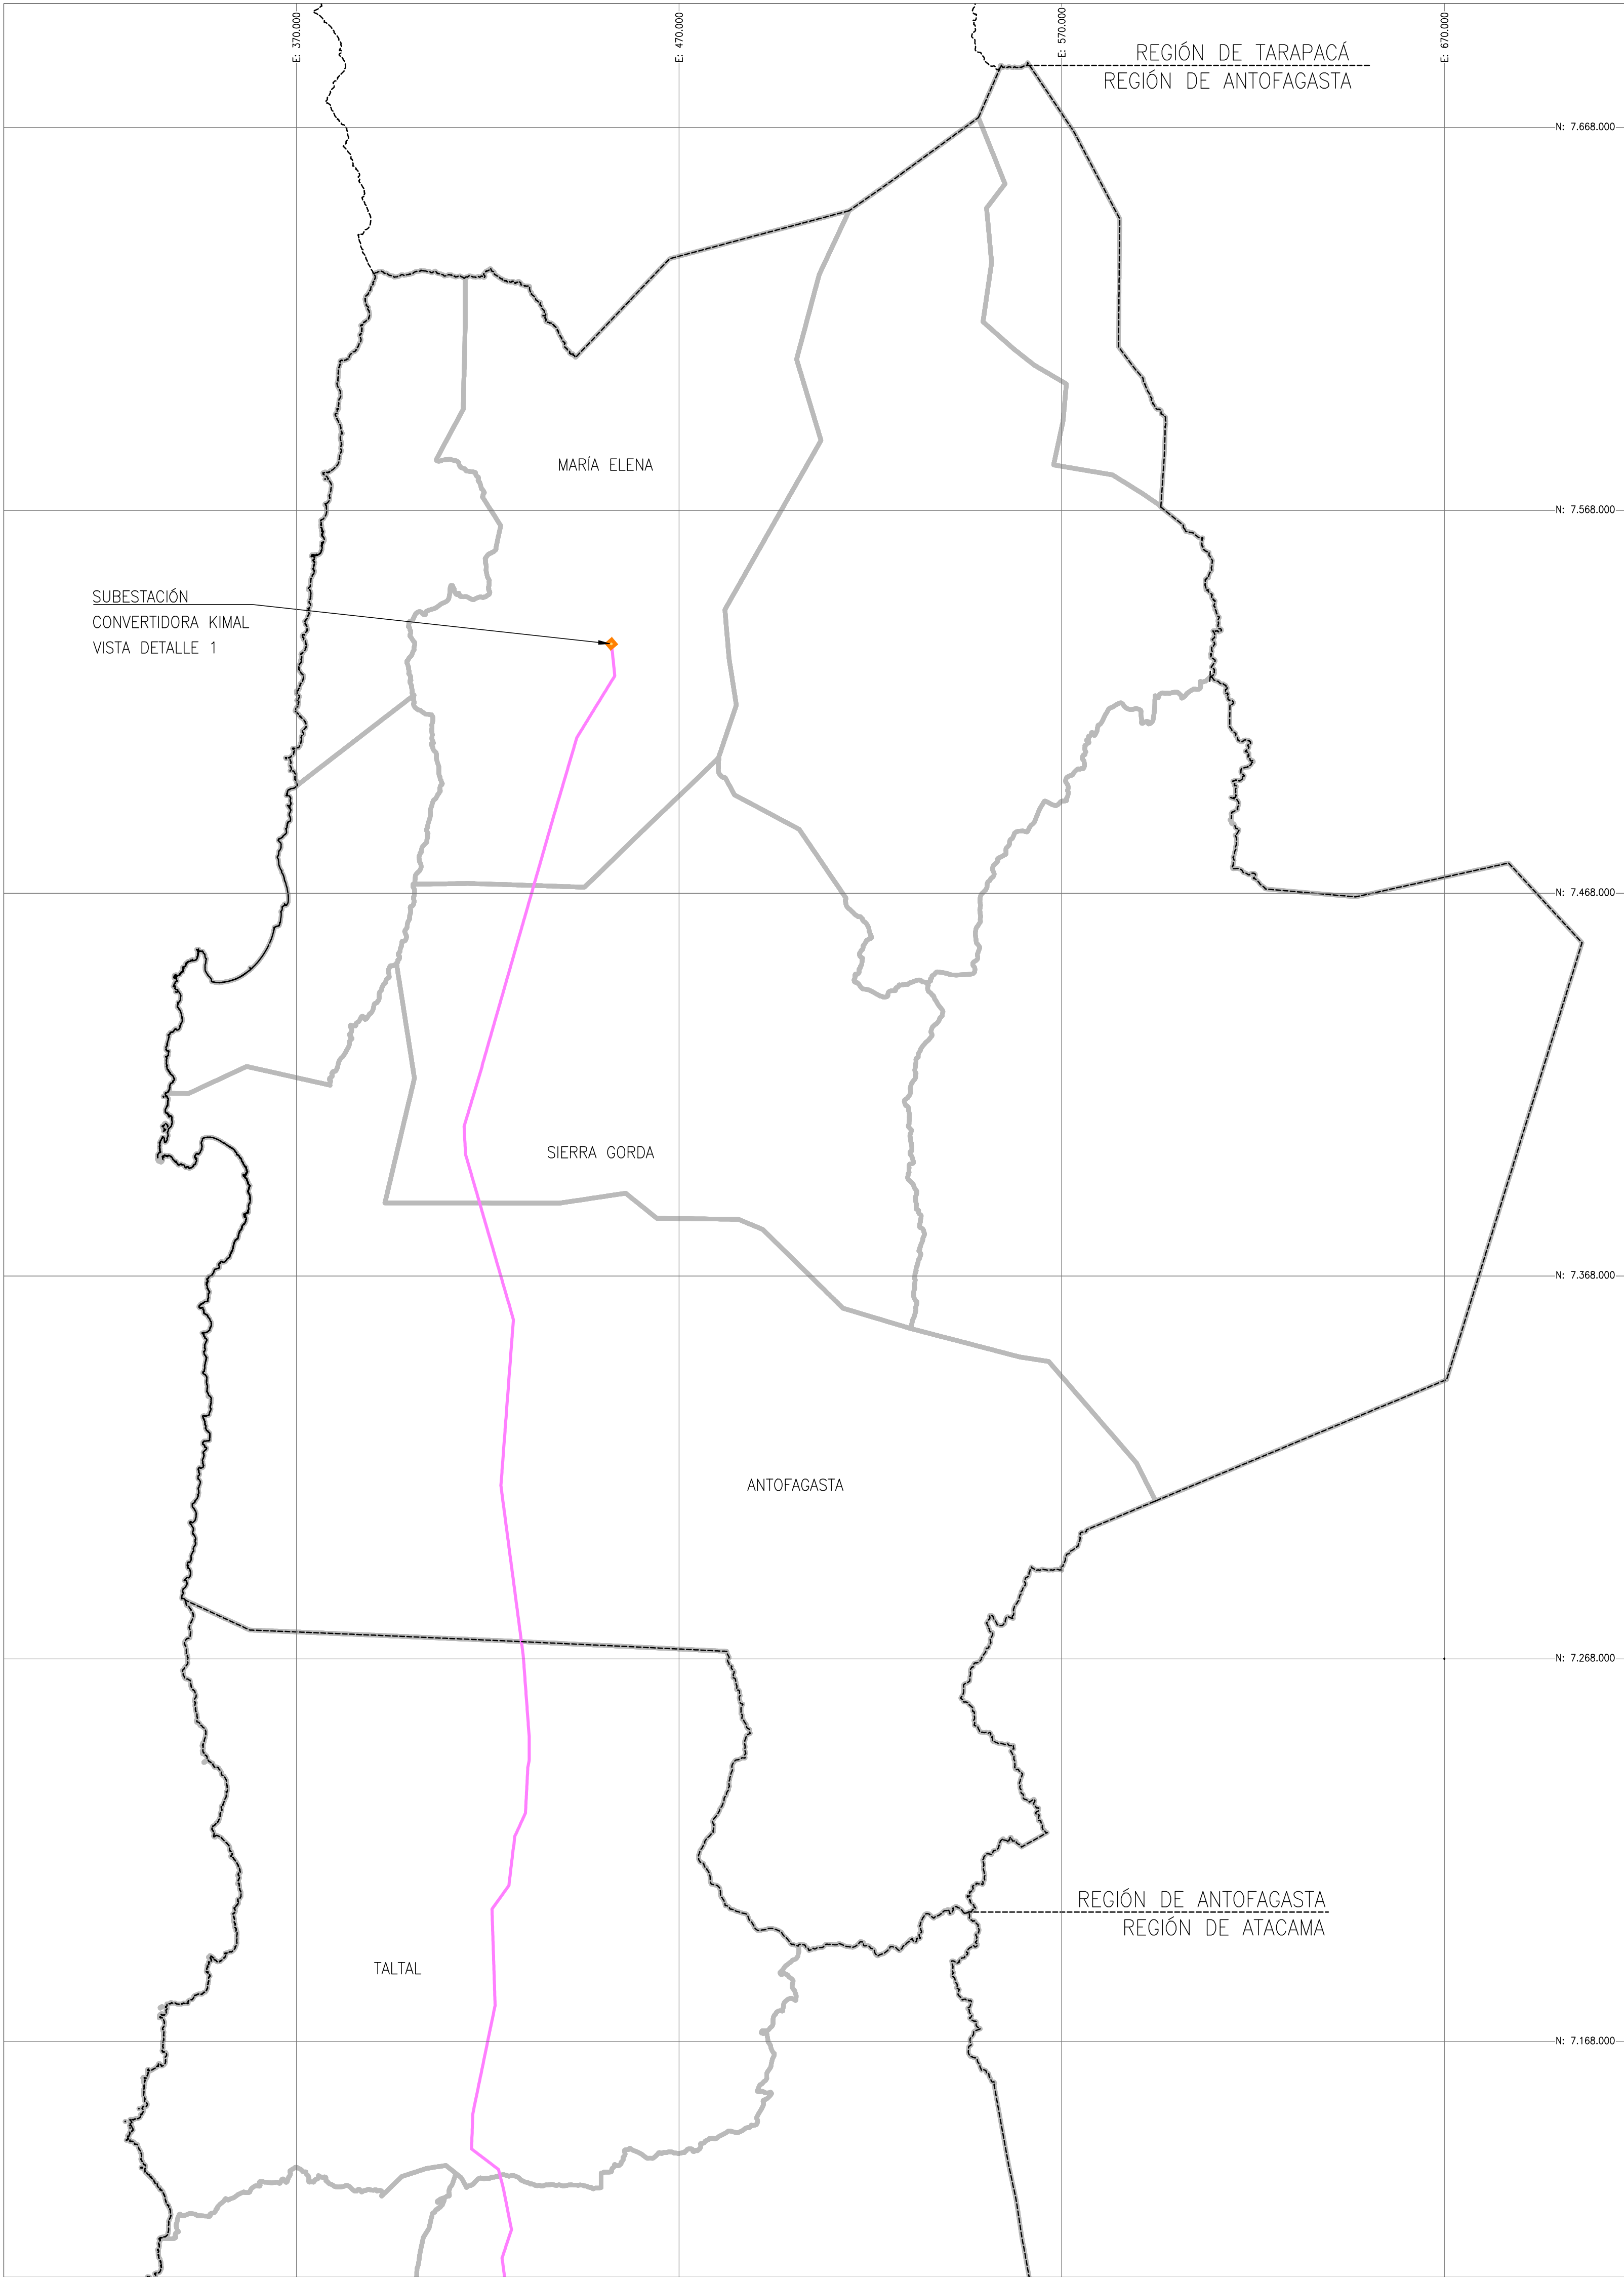 E: 370.000
E: 470.000
E: 570.000
E: 670.000
REGIÓN DE TARAPACÁ
REGIÓN DE ANTOFAGASTA
N: 7.668.000
MARÍA ELENA
N: 7.568.000
SUBESTACIÓN
CONVERTIDORA KIMAL
VISTA DETALLE 1
N: 7.468.000
SIERRA GORDA
N: 7.368.000
ANTOFAGASTA
N: 7.268.000
REGIÓN DE ANTOFAGASTA
REGIÓN DE ATACAMA
TALTAL
N: 7.168.000